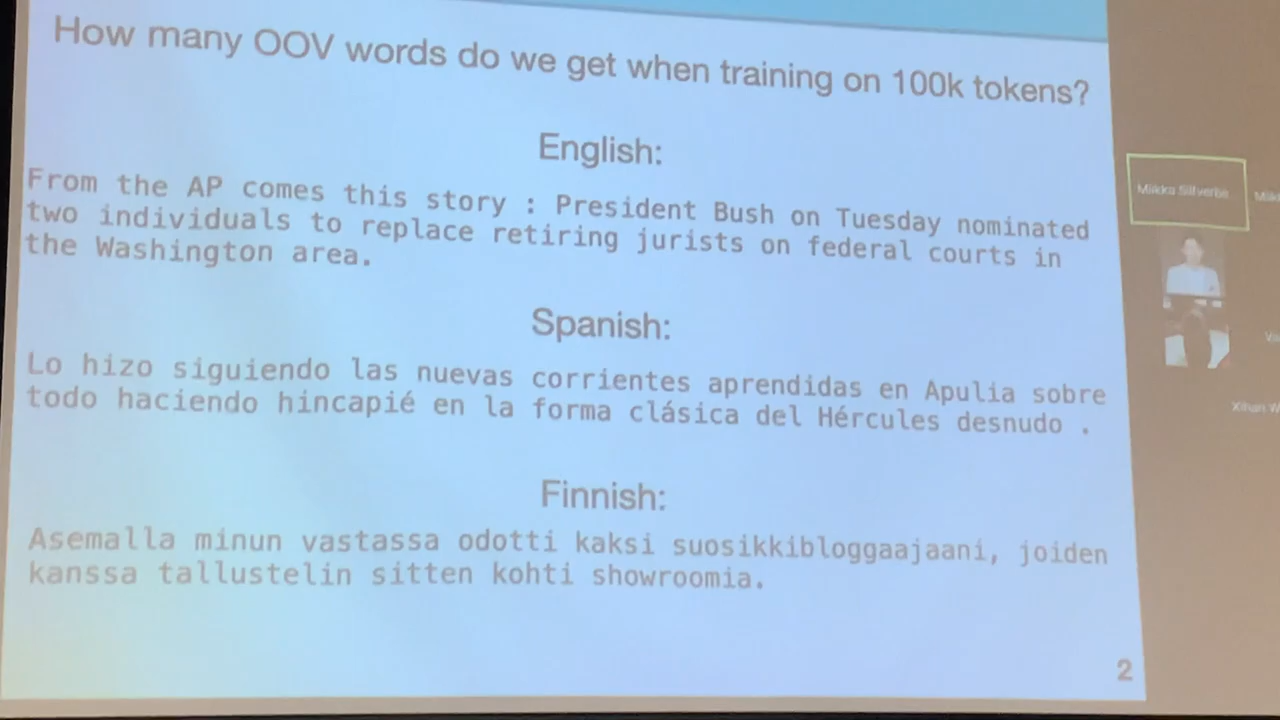 How many OOV words do we get when training on 100k tokens?
English:
From the AP comes this story : President Bush on Tuesday nominated
two individuals to replace retiring jurists on federal courts in
the Washington area.
Spanish:
Lo hizo siguiendo las nuevas corrientes aprendidas en Apulia sobre
todo haciendo hincapié en la forma clásica del Hércules desnudo .
Finnish:
Asemalla minun vastassa odotti kaksi suosikkibloggaajaani, joiden
kanssa tallustelin sitten kohti showroomia.
2
Miikka